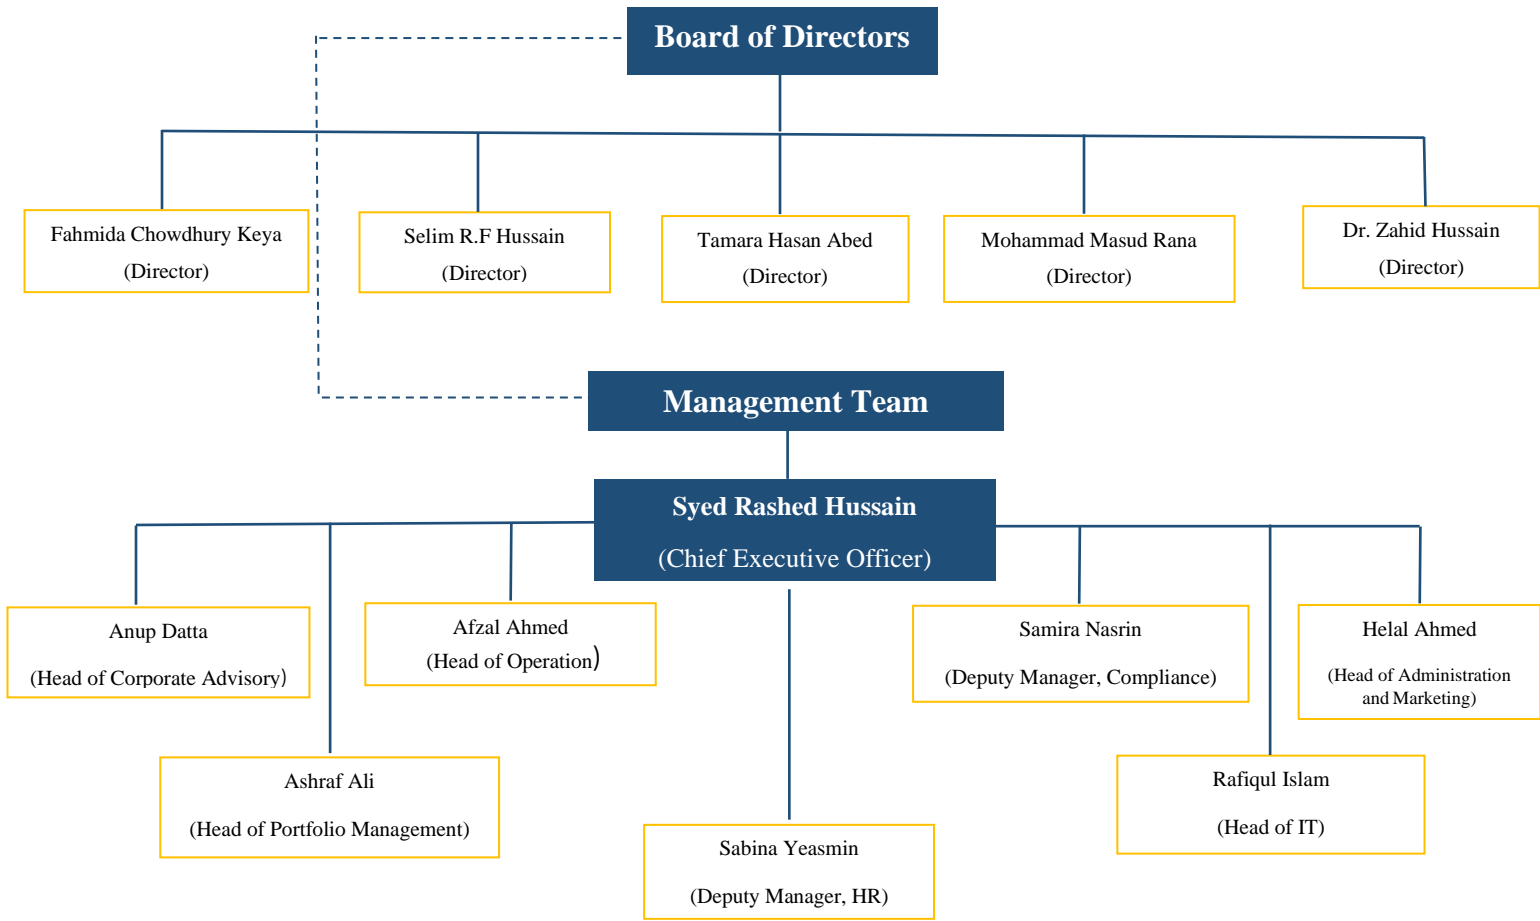 Board of Directors
Fahmida Chowdhury Keya
(Director)
Selim R.F Hussain
(Director)
Tamara Hasan Abed
(Director)
Mohammad Masud Rana
(Director)
Dr. Zahid Hussain
(Director)
Management Team
Syed Rashed Hussain
(Chief Executive Officer)
Anup Datta
(Head of Corporate Advisory)
Afzal Ahmed
(Head of Operation)
Samira Nasrin
(Deputy Manager, Compliance)
Helal Ahmed
(Head of Administration
and Marketing)
Ashraf Ali
(Head of Portfolio Management)
Sabina Yeasmin
(Deputy Manager, HR)
Rafiqul Islam
(Head of IT)